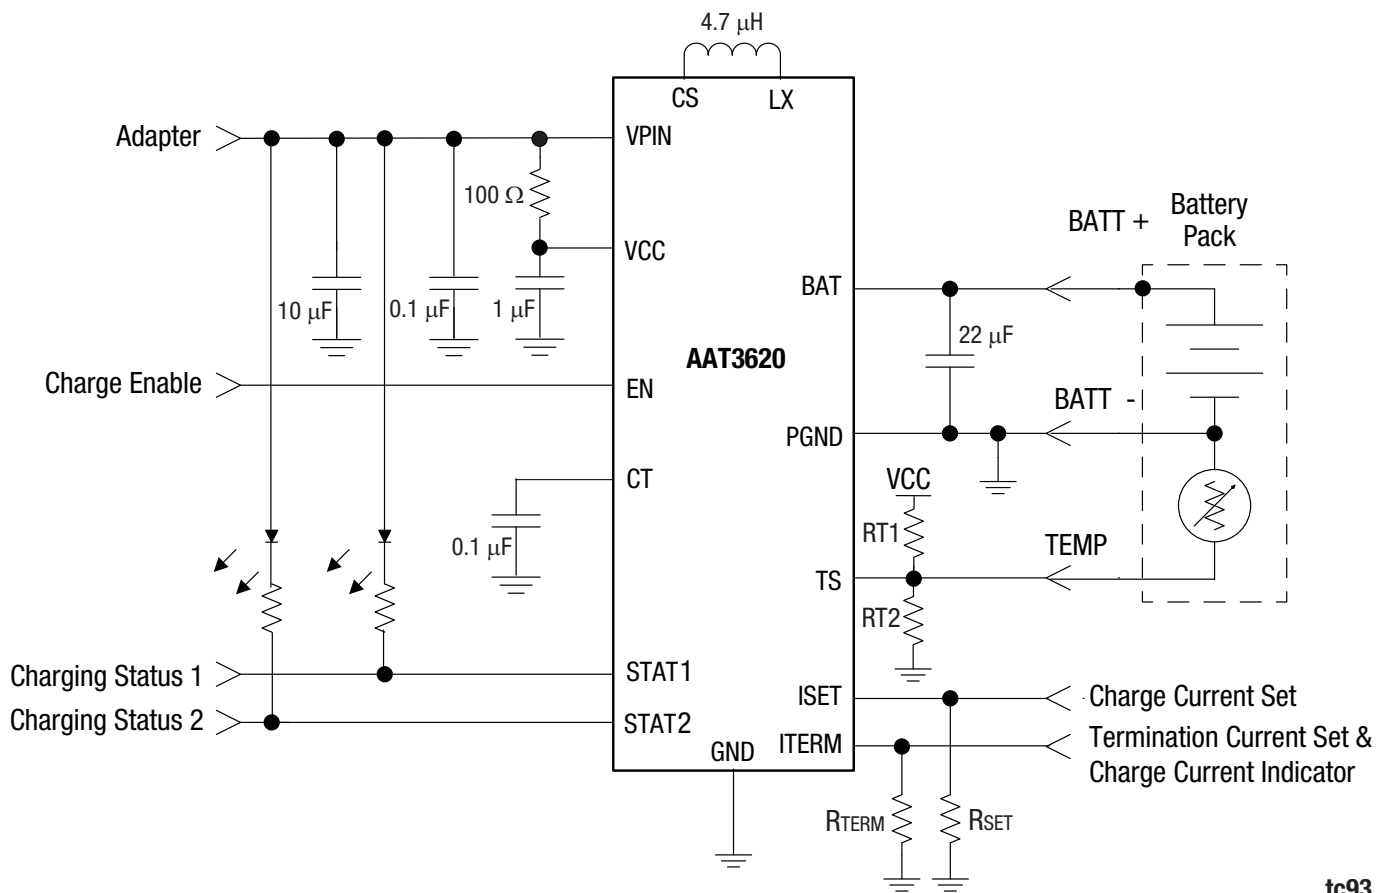 4.7 μH
CS
LX
Adapter
VPIN
100 Ω
VCC
10 μF
0.1 μF
1 μF
BATT +
Battery
Pack
BAT
22 μF
AAT3620
Charge Enable
EN
BATT -
PGND
CT
VCC
0.1 μF
RT1
TEMP
TS
RT2
Charging Status 1
STAT1
ISET
Charge Current Set
Charging Status 2
STAT2
GND
ITERM
Termination Current Set &
Charge Current Indicator
RTERM
RSET
tc93